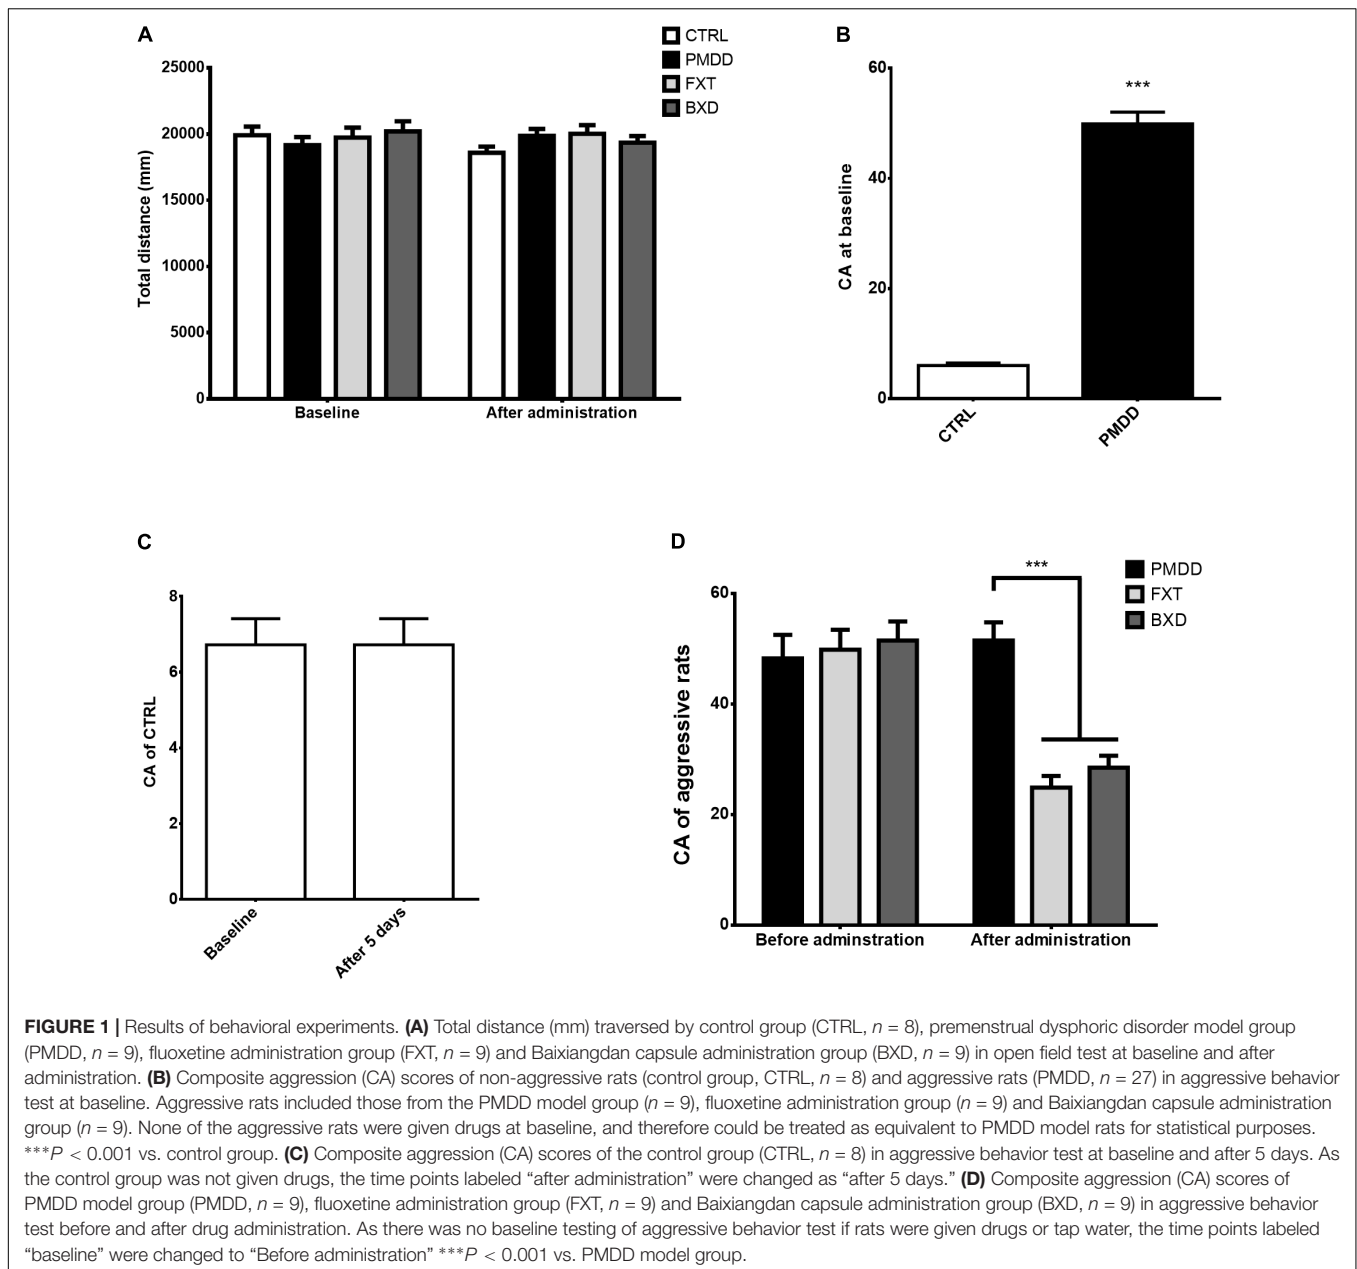 A
CTRL
PMDD
FXT
BXD
25000
20000
15000
10000
5000
0
Total distance (mm)
Baseline
After administration
B
60
40
20
0
CA at baseline
***
CTRL
PMDD
C
8
6
4
2
0
CA of CTRL
Baseline
After 5 days
D
PMDD
FXT
BXD
***
60
40
20
0
CA of aggressive rats
Before adminstration
After administration
FIGURE 1 | Results of behavioral experiments. (A) Total distance (mm) traversed by control group (CTRL, n = 8), premenstrual dysphoric disorder model group
(PMDD, n = 9), fluoxetine administration group (FXT, n = 9) and Baixiangdan capsule administration group (BXD, n = 9) in open field test at baseline and after
administration. (B) Composite aggression (CA) scores of non-aggressive rats (control group, CTRL, n = 8) and aggressive rats (PMDD, n = 27) in aggressive behavior
test at baseline. Aggressive rats included those from the PMDD model group (n = 9), fluoxetine administration group (n = 9) and Baixiangdan capsule administration
group (n = 9). None of the aggressive rats were given drugs at baseline, and therefore could be treated as equivalent to PMDD model rats for statistical purposes.
***P < 0.001 vs. control group. (C) Composite aggression (CA) scores of the control group (CTRL, n = 8) in aggressive behavior test at baseline and after 5 days. As
the control group was not given drugs, the time points labeled “after administration” were changed as “after 5 days.” (D) Composite aggression (CA) scores of
PMDD model group (PMDD, n = 9), fluoxetine administration group (FXT, n = 9) and Baixiangdan capsule administration group (BXD, n = 9) in aggressive behavior
test before and after drug administration. As there was no baseline testing of aggressive behavior test if rats were given drugs or tap water, the time points labeled
“baseline” were changed to “Before administration” ***P < 0.001 vs. PMDD model group.